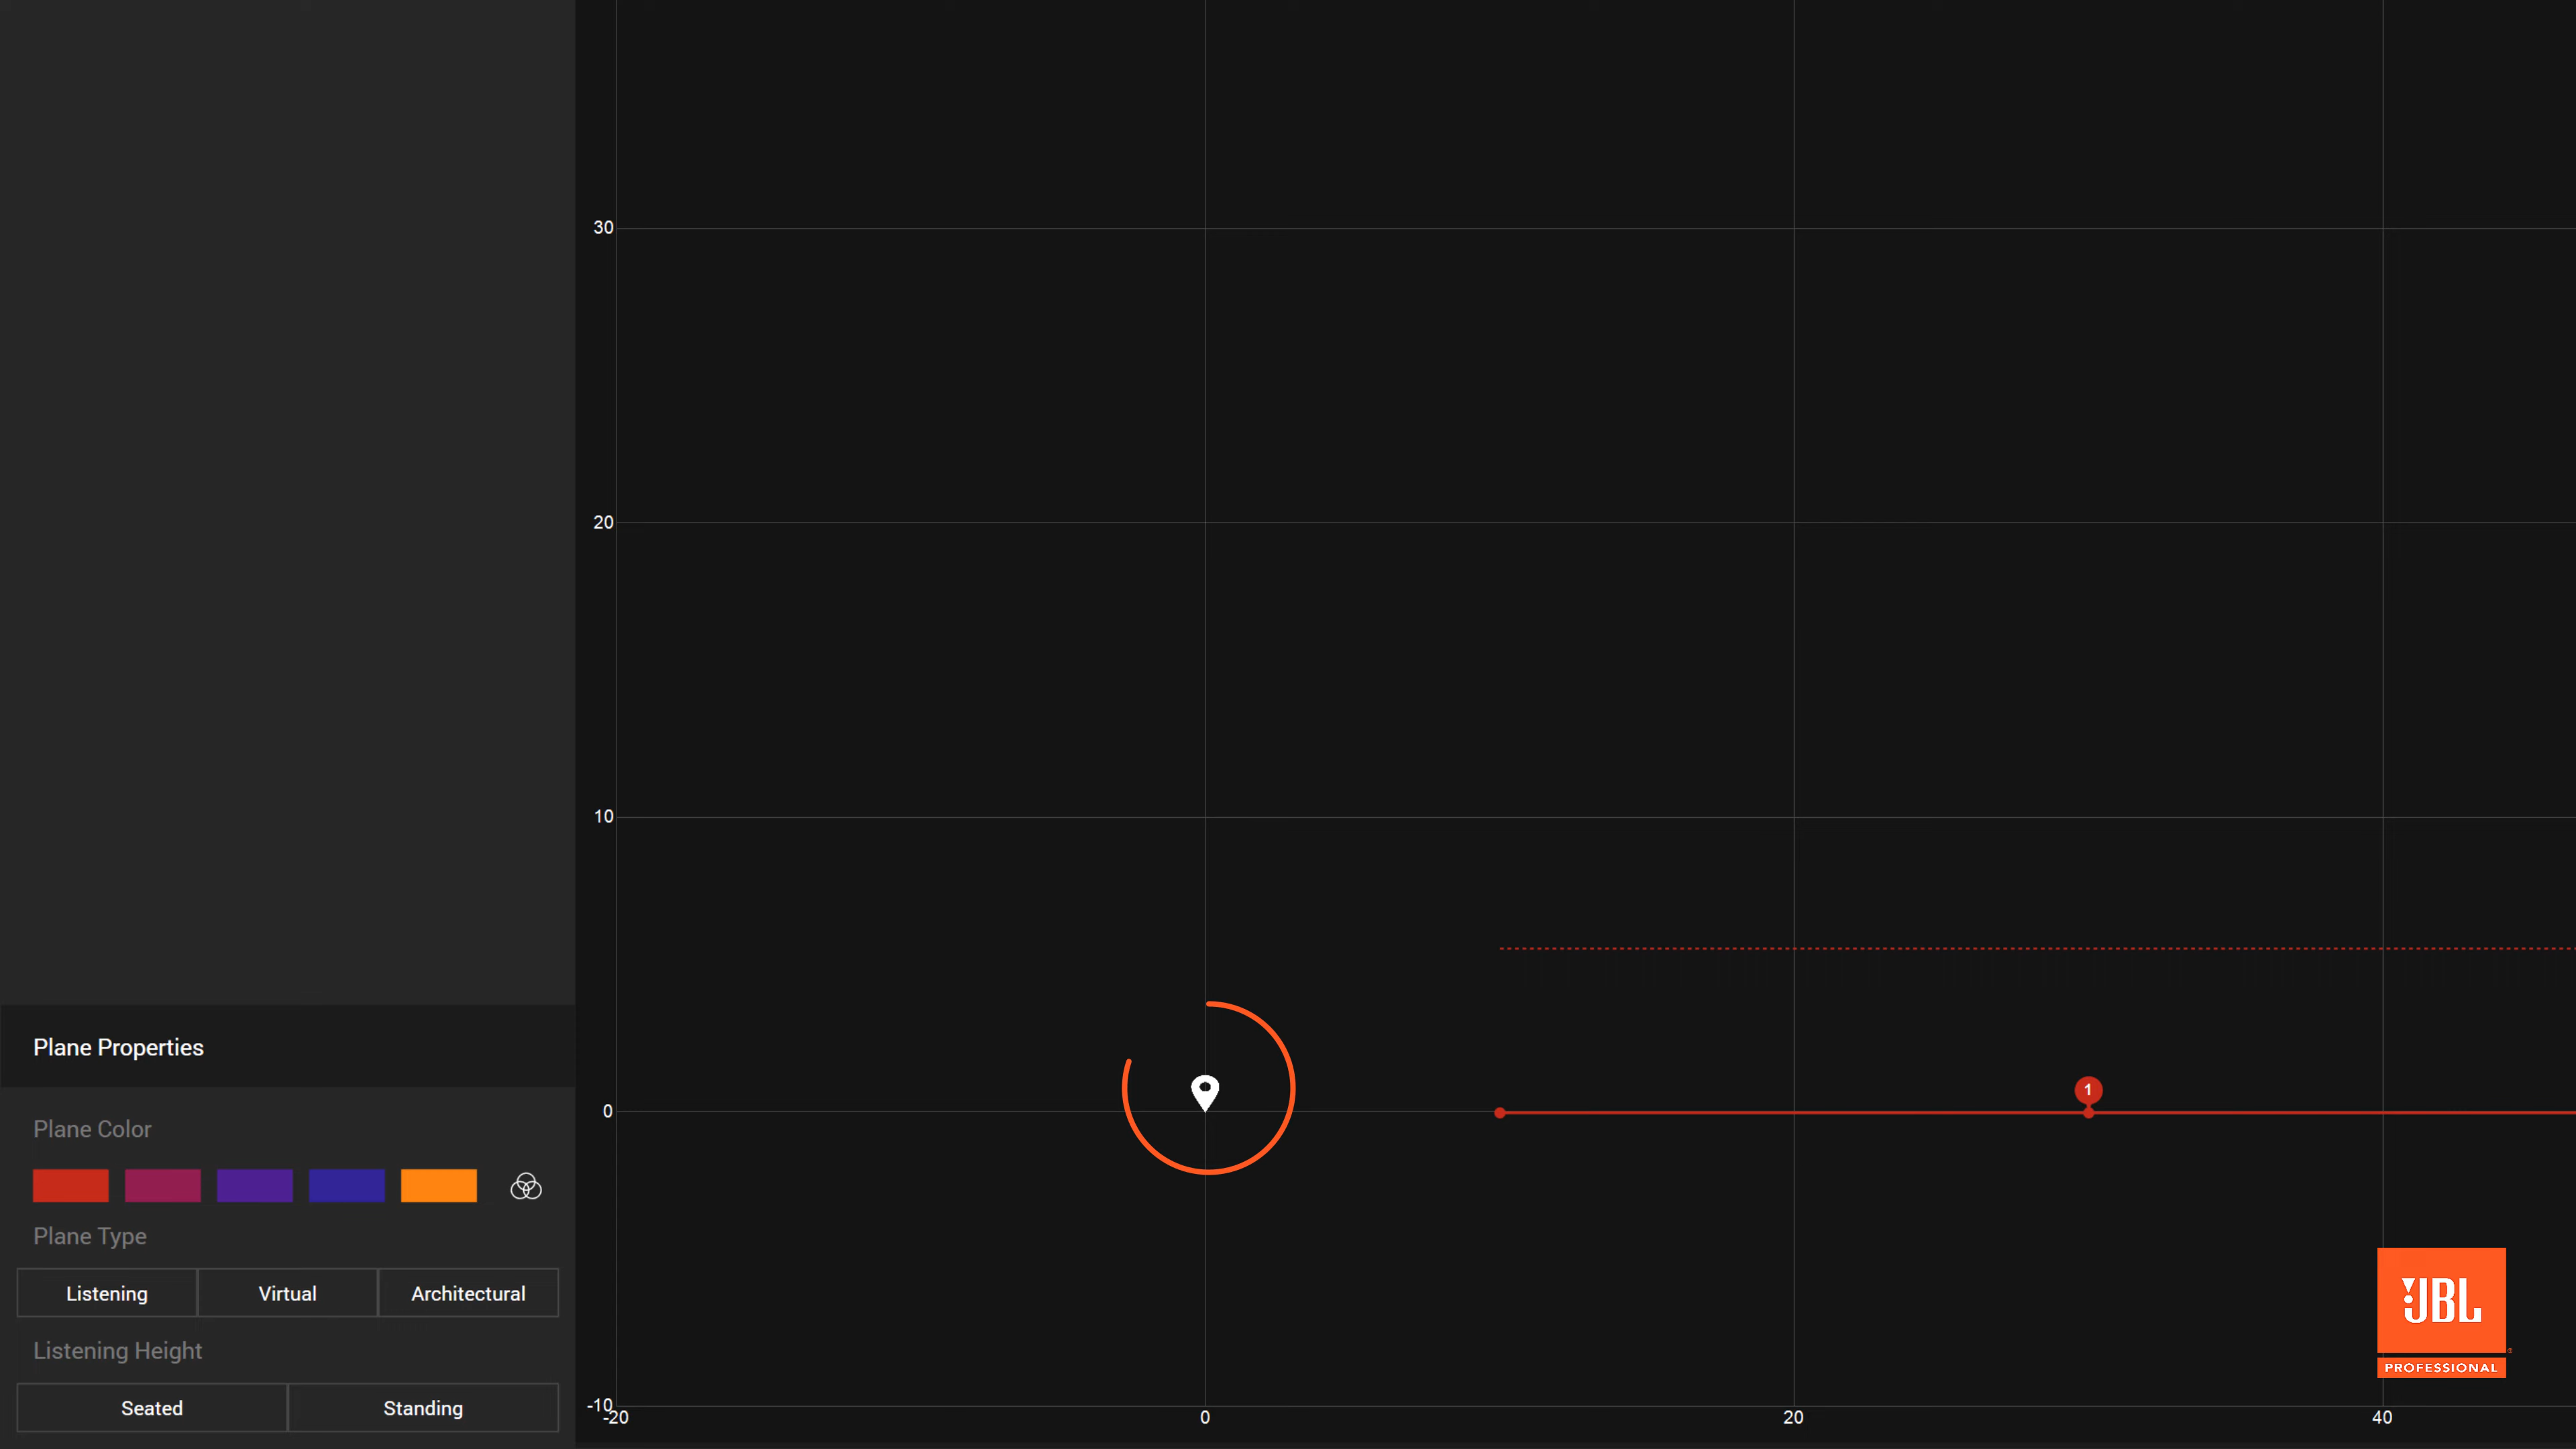 30
20
10
0
-10
-20
0
20
40
1
Plane Properties
Plane Color
Plane Type
Listening
Virtual
Architectural
Listening Height
Seated
Standing
JBL
PROFESSIONAL